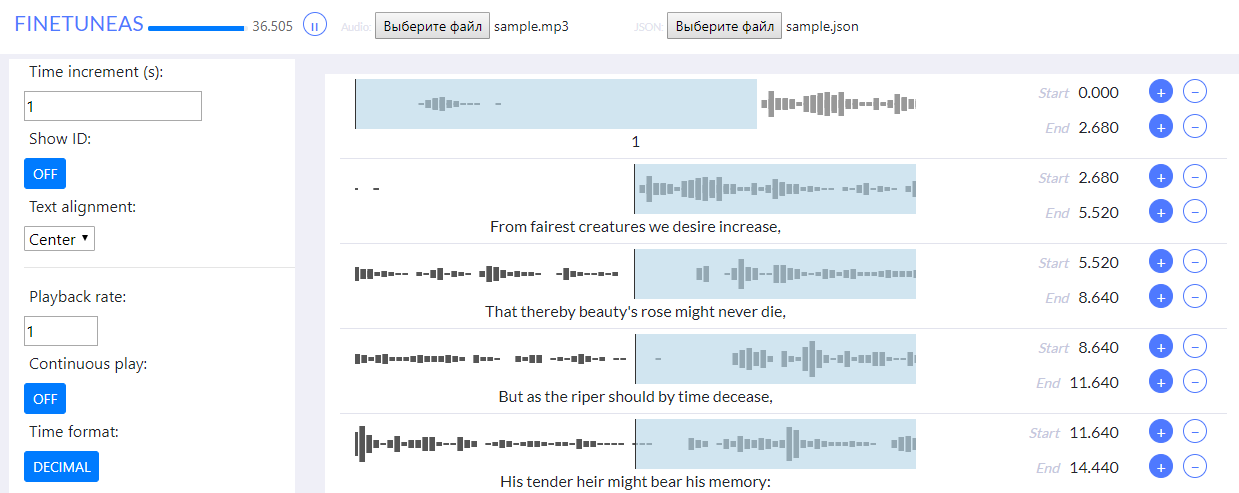 FINETUNEAS 36.505 Audio: Выберите файл sample.mp3 JSON: Выберите файл sample.json
Time increment (s):
1
Show ID:
OFF
Text alignment:
Center
Playback rate:
1
Continuous play:
OFF
Time format:
DECIMAL
Start 0.000 + −
End 2.680 + −
1
Start 2.680 + −
End 5.520 + −
From fairest creatures we desire increase,
Start 5.520 + −
End 8.640 + −
That thereby beauty's rose might never die,
Start 8.640 + −
End 11.640 + −
But as the riper should by time decease,
Start 11.640 + −
End 14.440 + −
His tender heir might bear his memory: